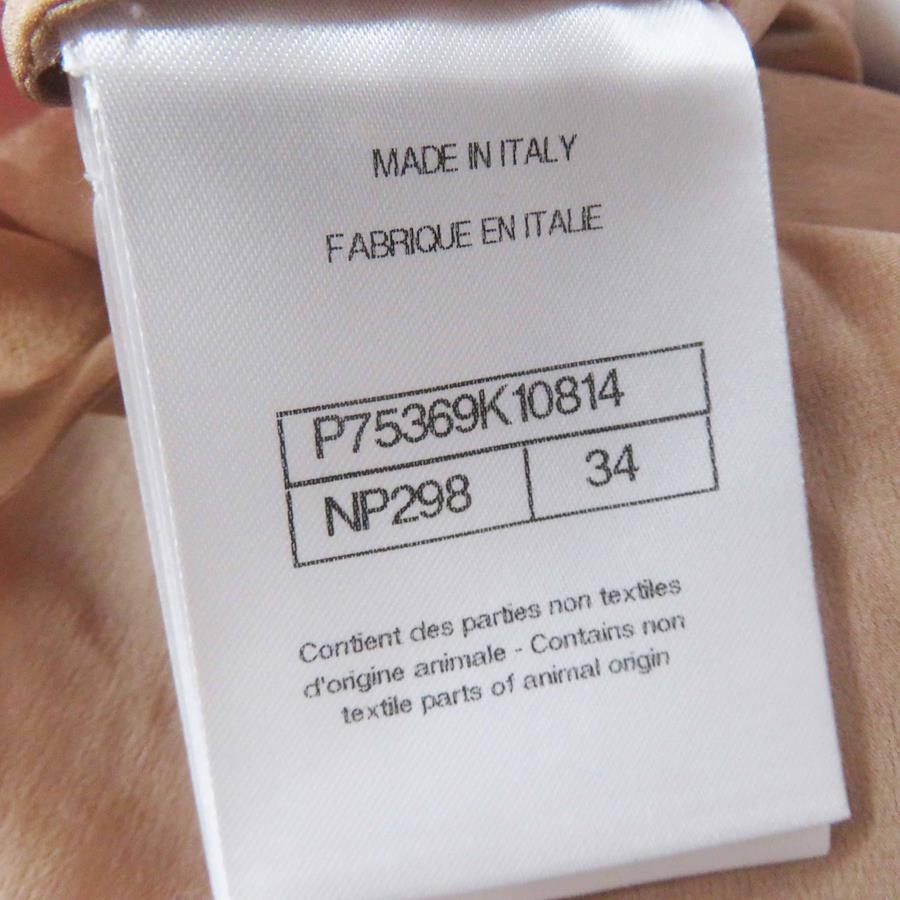 MADE IN ITALY
FABRIQUE EN ITALIE
P75369K10814
NP298 34
Contient des parties non textiles
d'origine animale - Contains non
textile parts of animal origin